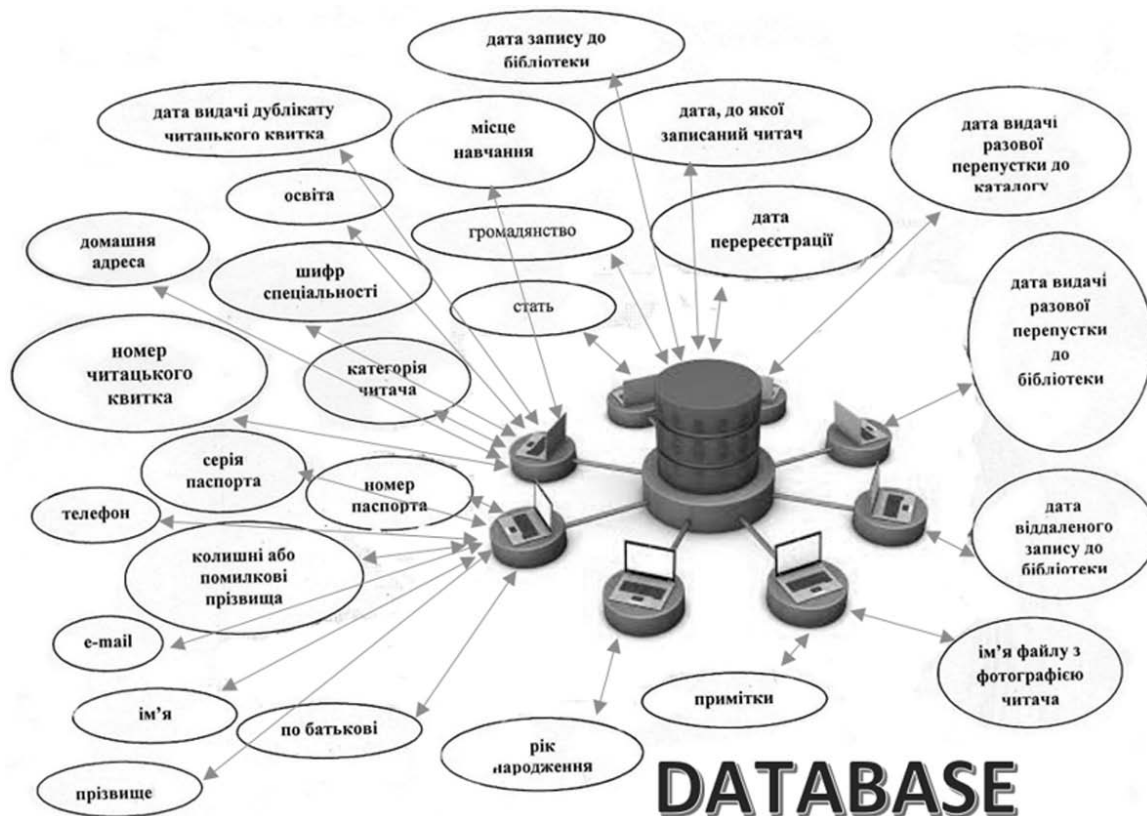 дата запису до
бібліотеки
дата видачі дублікату
читацького квитка
місце
навчання
дата, до якої
записаний читач
дата видачі
разової
перепустки до
каталогу
освіта
громадянство
дата
перереєстрації
домашня
адреса
шифр
спеціальності
стать
дата видачі
разової
перепустки
до
бібліотеки
номер
читацького
квитка
категорія
читача
серія
паспорта
номер
паспорта
телефон
колишні або
помилкові
прізвища
дата
віддаленого
запису до
бібліотеки
e-mail
ім’я
по батькові
прізвище
рік
народження
примітки
ім’я файлу з
фотографією
читача
DATABASE